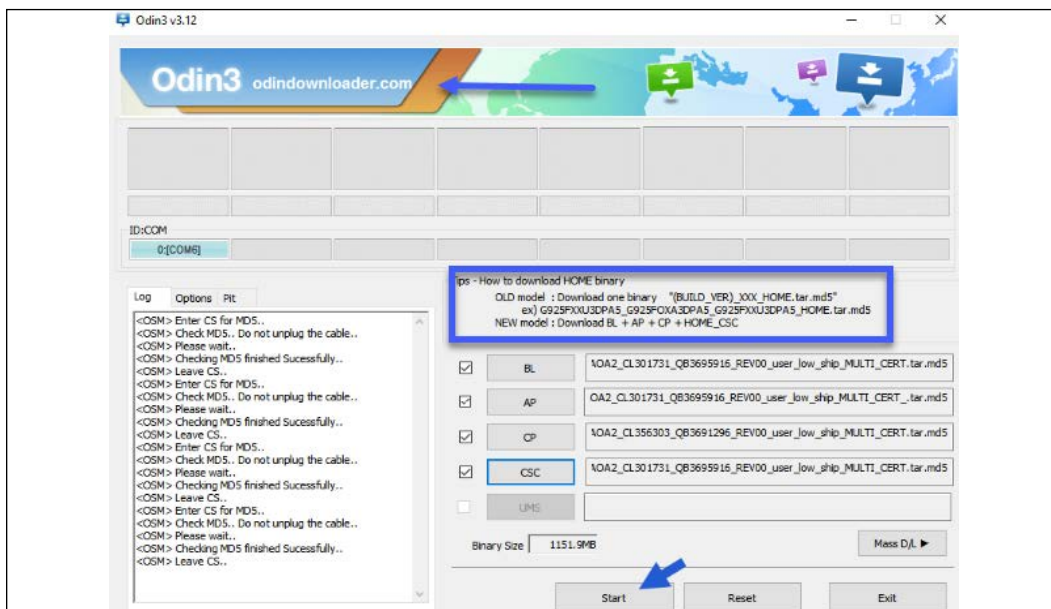 Odin3 v3.12
Odin3 odindownloader.com
ID:COM
0:[COM6]
Log Options Pit
<OSM> Enter CS for MD5..
<OSM> Check MD5.. Do not unplug the cable..
<OSM> Please wait..
<OSM> Checking MD5 finished Sucessfully..
<OSM> Leave CS..
<OSM> Enter CS for MD5..
<OSM> Check MD5.. Do not unplug the cable..
<OSM> Please wait..
<OSM> Checking MD5 finished Sucessfully..
<OSM> Leave CS..
<OSM> Enter CS for MD5..
<OSM> Check MD5.. Do not unplug the cable..
<OSM> Please wait..
<OSM> Checking MD5 finished Sucessfully..
<OSM> Leave CS..
<OSM> Enter CS for MD5..
<OSM> Check MD5.. Do not unplug the cable..
<OSM> Please wait..
<OSM> Checking MD5 finished Sucessfully..
<OSM> Leave CS..
ips - How to download HOME binary
OLD model : Download one binary "(BUILD_VER)_XXX_HOME.tar.md5"
ex) G925FXXU3DPA5_G925FOXA3DPA5_G925FXXU3DPA5_HOME.tar.md5
NEW model : Download BL + AP + CP + HOME_CSC
BL OA2_CL301731_QB3695916_REV00_user_low_ship_MULTI_CERT.tar.md5
AP OA2_CL301731_QB3695916_REV00_user_low_ship_MULTI_CERT_.tar.md5
CP OA2_CL356303_QB3691296_REV00_user_low_ship_MULTI_CERT.tar.md5
CSC OA2_CL301731_QB3695916_REV00_user_low_ship_MULTI_CERT.tar.md5
UMS
Binary Size 1151.9MB
Mass D/L ►
Start Reset Exit